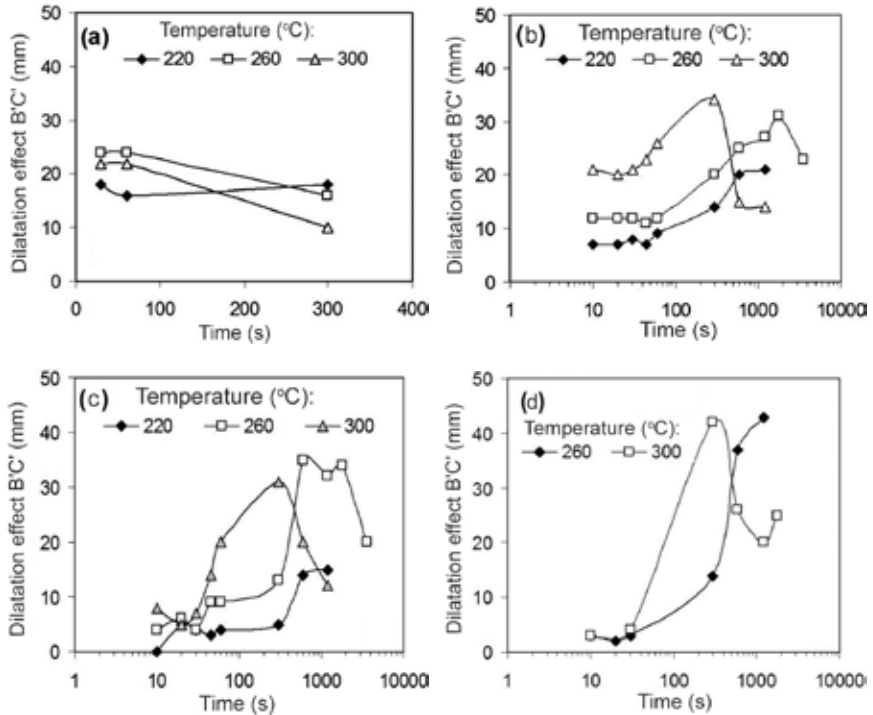 (a) Temperature (°C):
220 260 300
Dilatation effect B'C' (mm)
50
40
30
20
10
0
0 100 200 300 400
Time (s)
(b) Temperature (°C):
220 260 300
Dilatation effect B'C' (mm)
50
40
30
20
10
0
1 10 100 1000 10000
Time (s)
(c) Temperature (°C):
220 260 300
Dilatation effect B'C' (mm)
50
40
30
20
10
0
1 10 100 1000 10000
Time (s)
(d)
Temperature (°C):
260 300
Dilatation effect B'C' (mm)
50
40
30
20
10
0
1 10 100 1000 10000
Time (s)